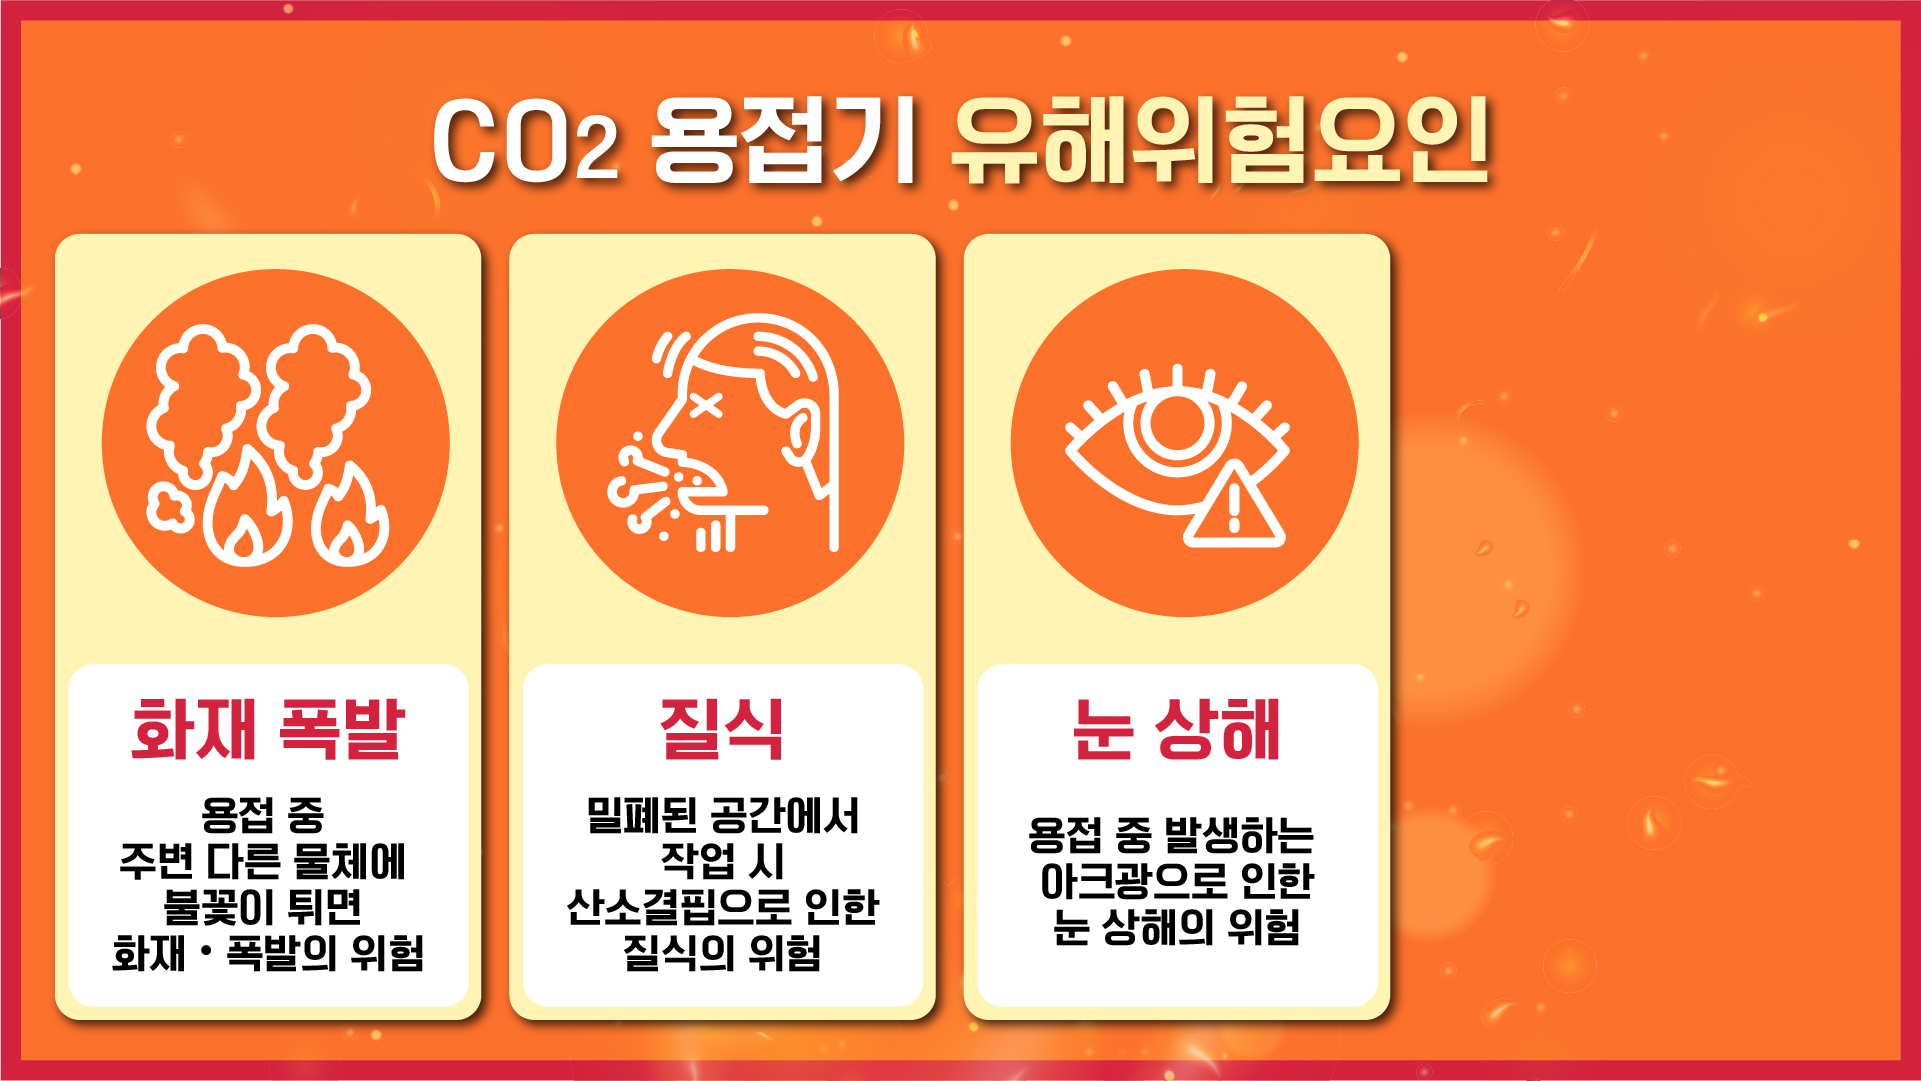 CO2 용접기 유해위험요인
화재 폭발
용접 중
주변 다른 물체에
불꽃이 튀면
화재·폭발의 위험
질식
밀폐된 공간에서
작업 시
산소결핍으로 인한
질식의 위험
눈 상해
용접 중 발생하는
아크광으로 인한
눈 상해의 위험